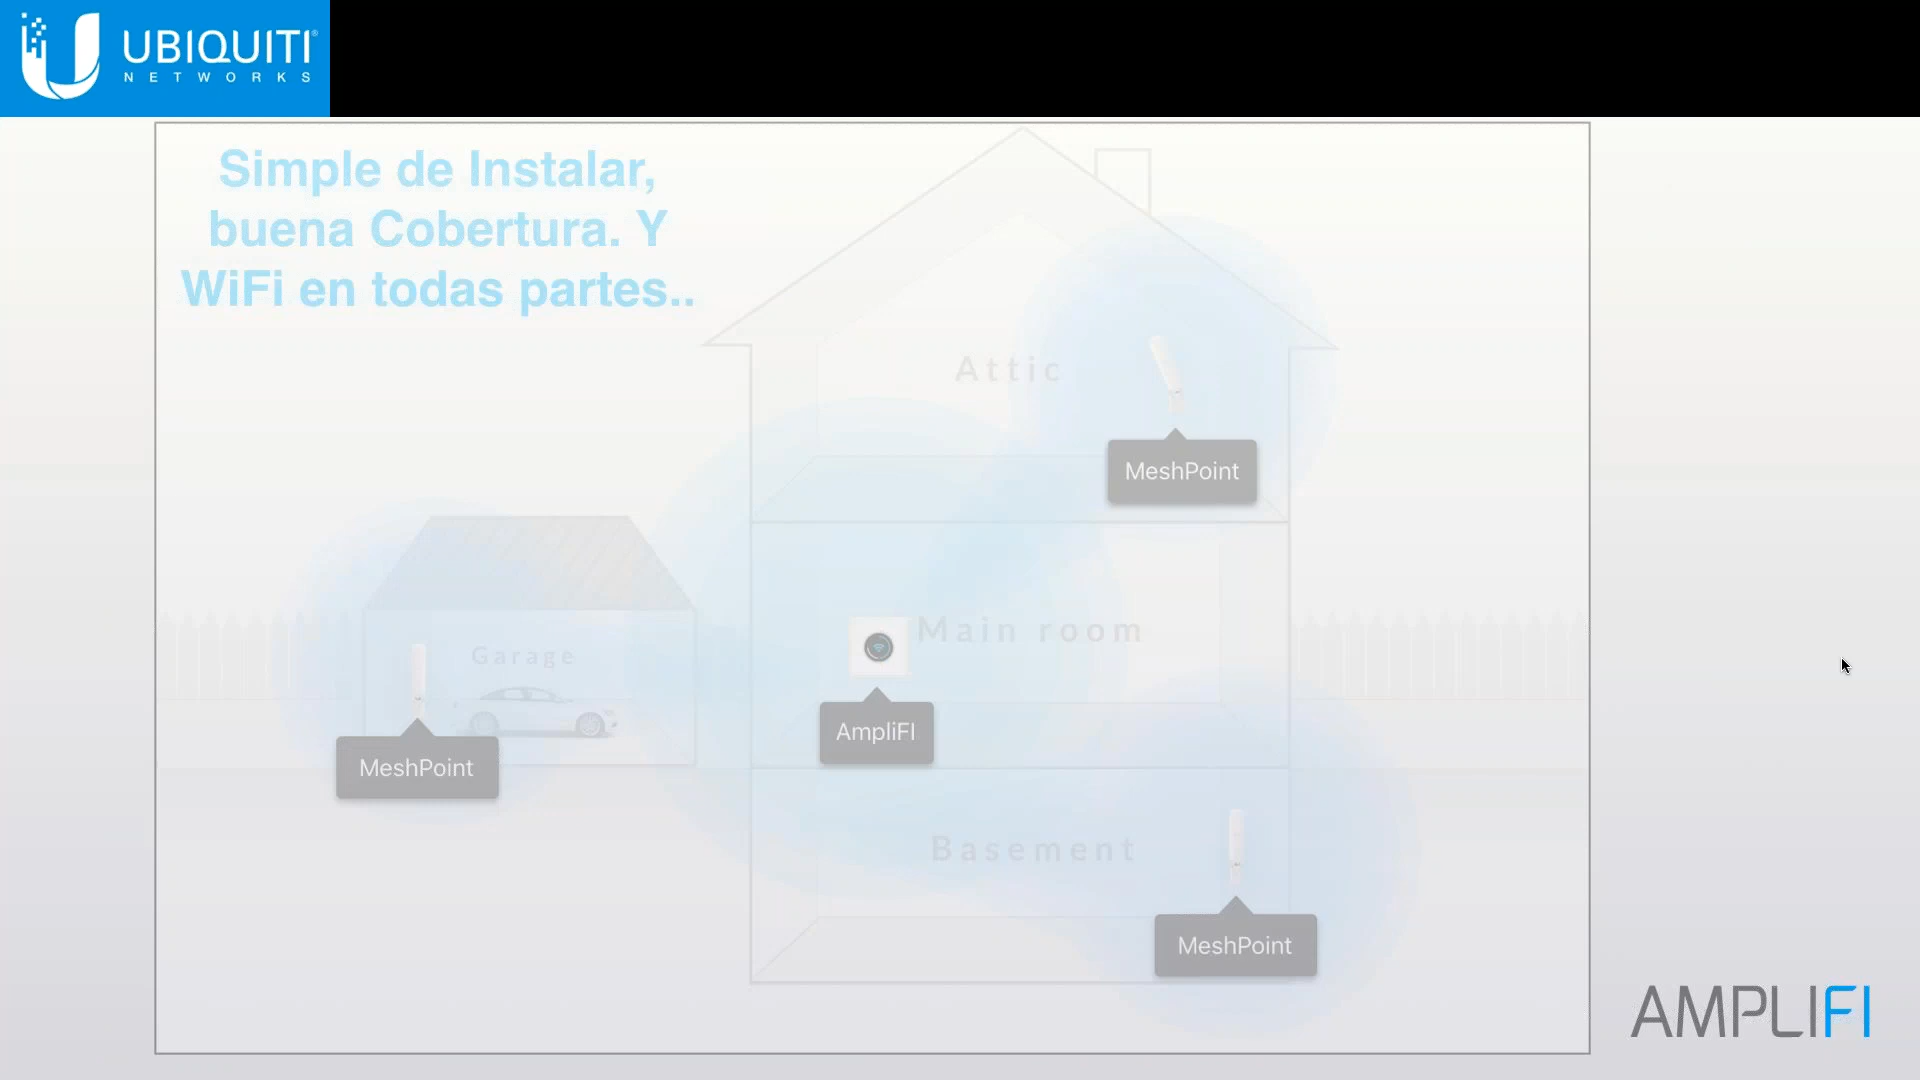 UBIQUITI®
NETWORKS
Simple de Instalar,
buena Cobertura. Y
WiFi en todas partes..
Attic
MeshPoint
Main room
Garage
AmpliFI
MeshPoint
Basement
MeshPoint
AMPLIFI